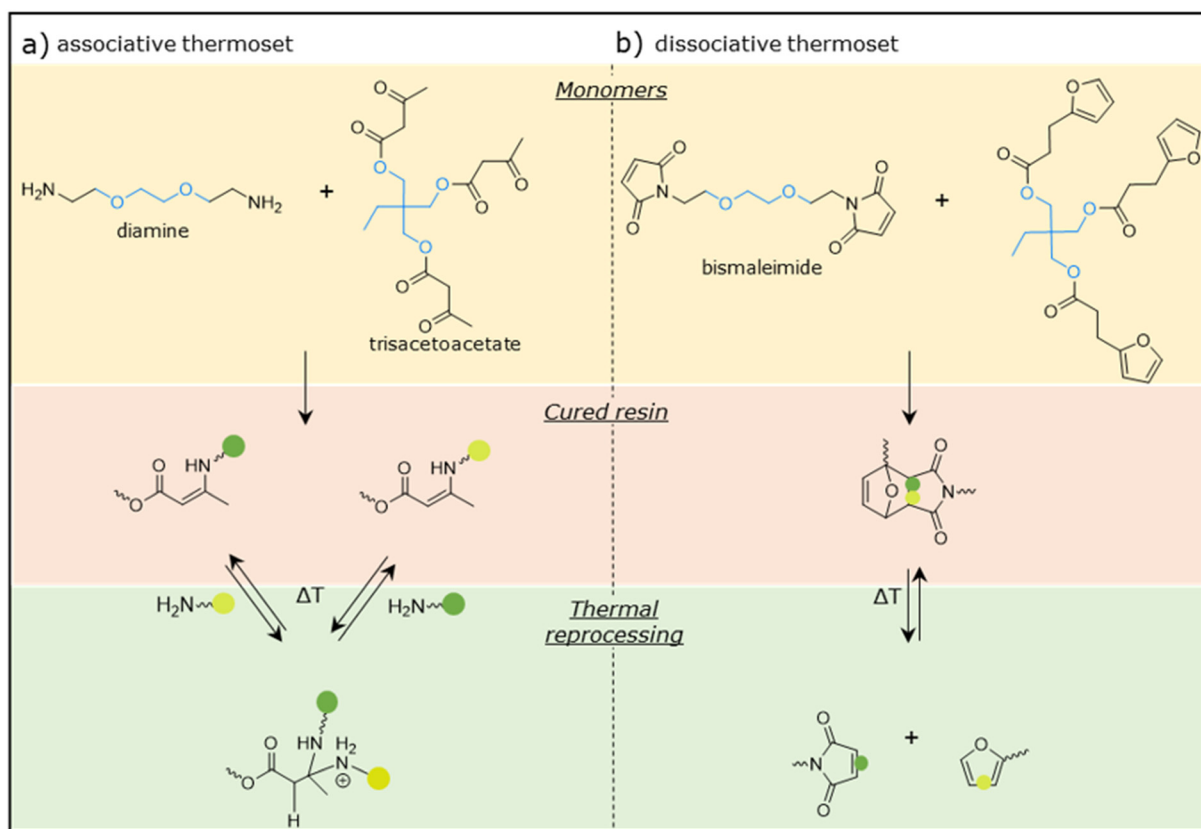 a) associative thermoset
b) dissociative thermoset
Monomers
H₂N
O
O
NH₂
diamine
+
O
O
O
O
O
O
O
O
O
trisacetoacetate
O
N
O
O
O
O
N
O
bismaleimide
+
O
O
O
O
O
O
O
O
O
Cured resin
O
O
HN
O
O
HN
O
O
N
O
H₂N
ΔT
H₂N
Thermal
reprocessing
ΔT
O
O
HN
H₂
N
⊕
H
O
N
O
+
O